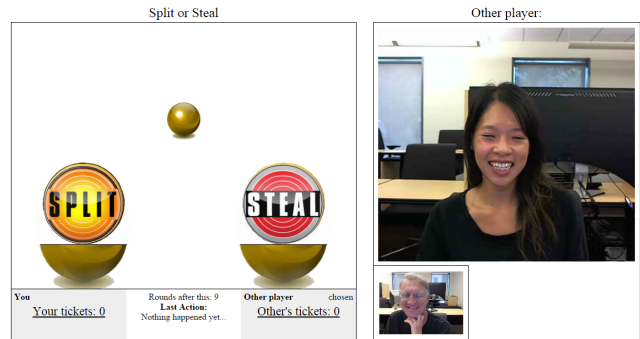 Split or Steal
Other player:
SPLIT
STEAL
You
Your tickets: 0
Rounds after this: 9
Last Action:
Nothing happened yet...
Other player chosen
Other's tickets: 0